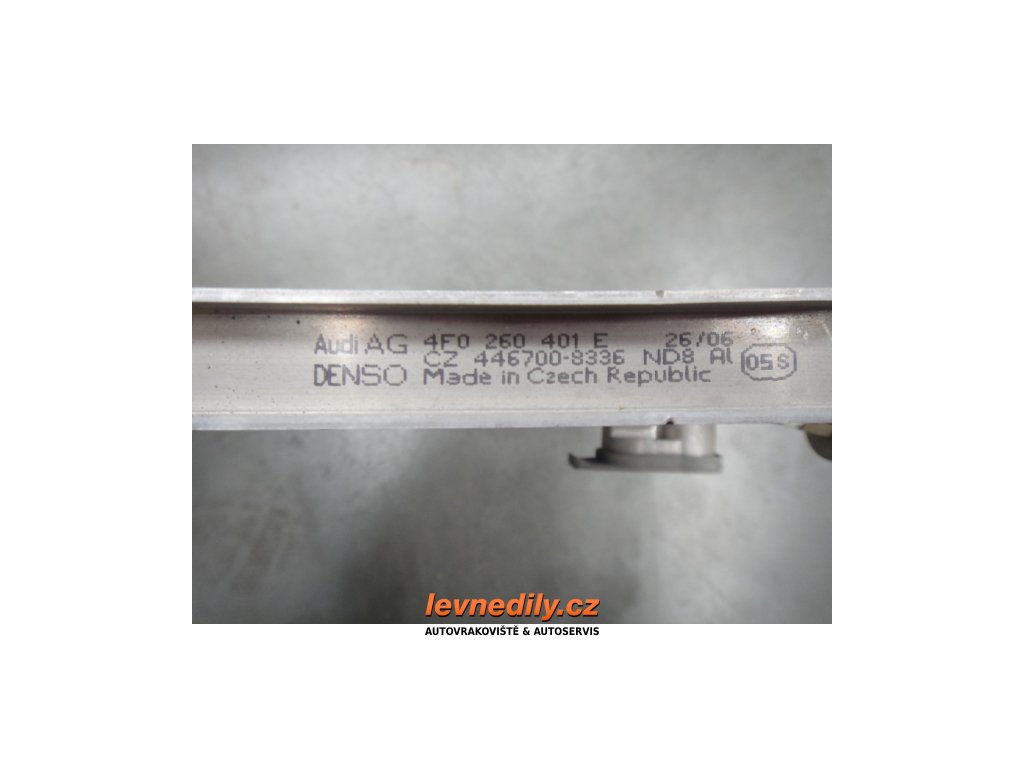 Audi AG 4F0 260 401 E 26/06
CZ 446700-8336 ND8 Al
DENSO Made in Czech Republic
05S
levnedily.cz
AUTOVRAKOVIŠTĚ & AUTOSERVIS